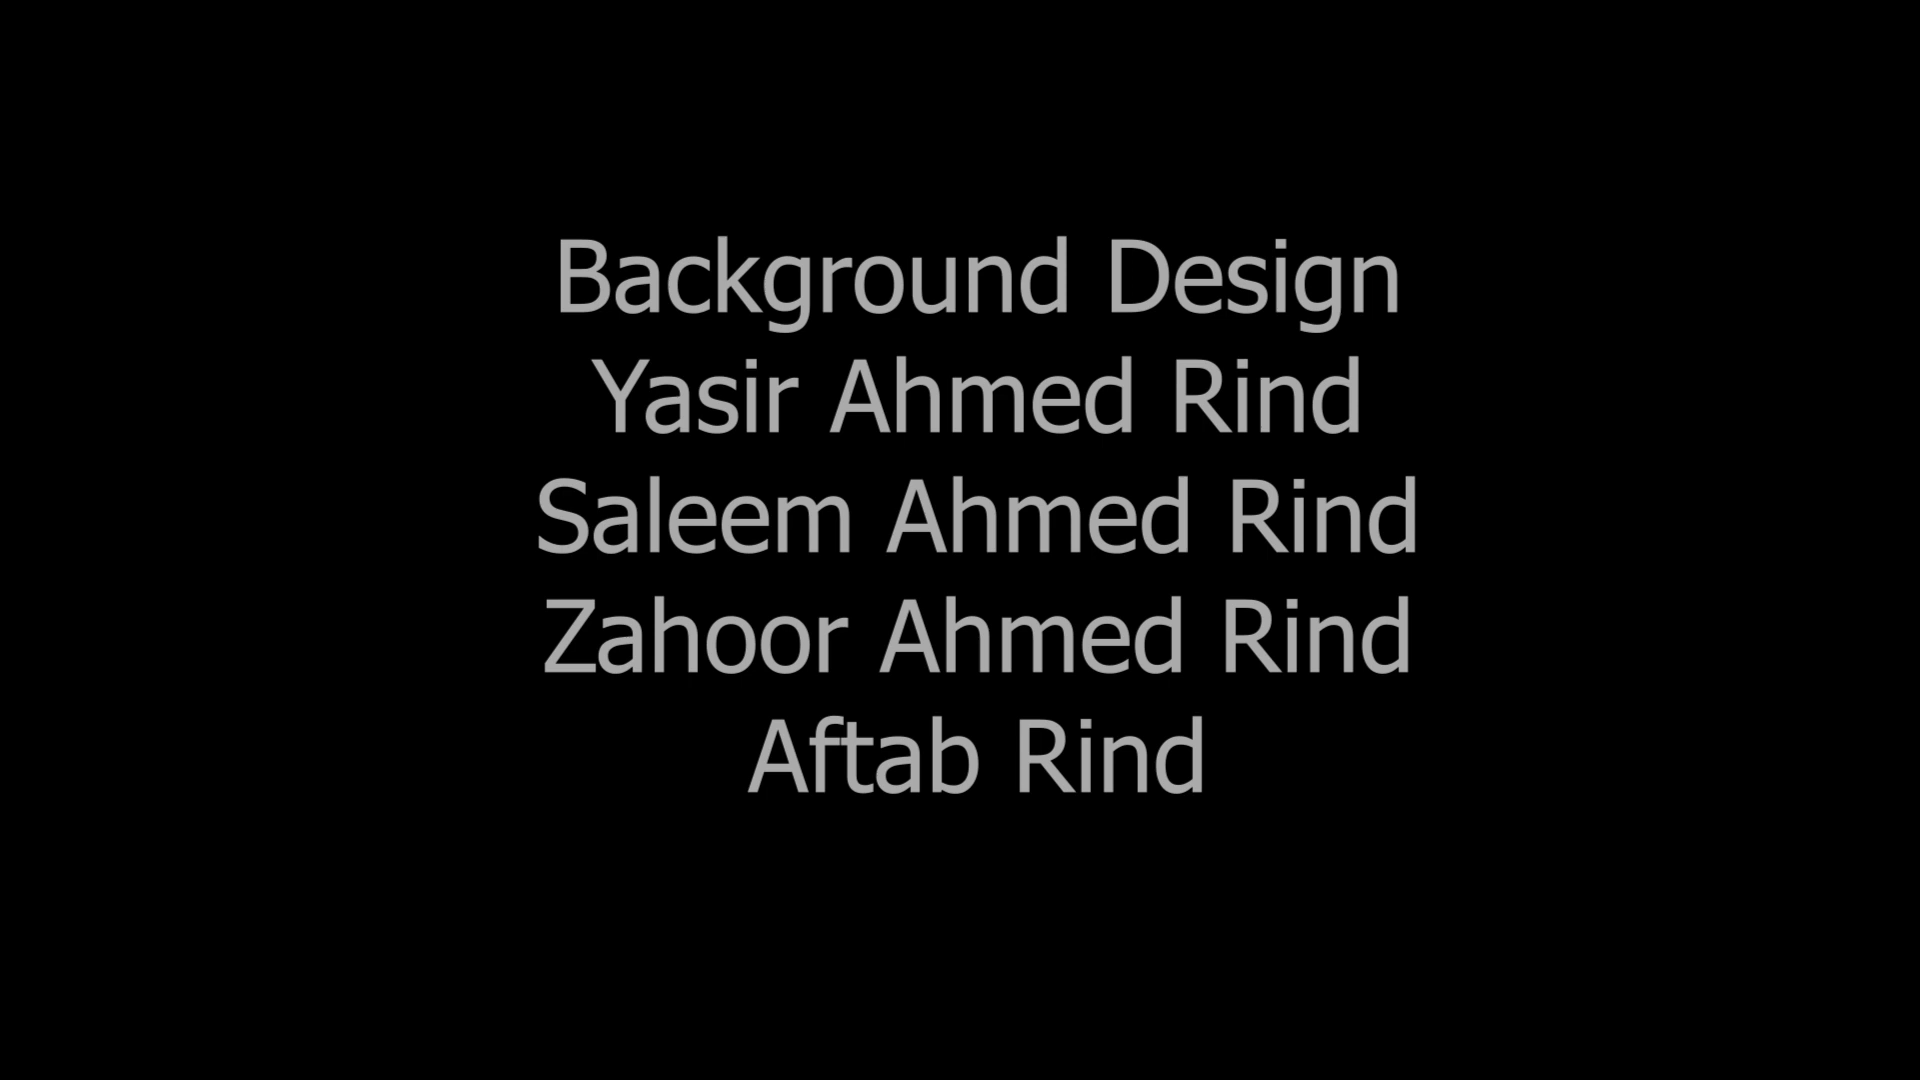 Background Design
Yasir Ahmed Rind
Saleem Ahmed Rind
Zahoor Ahmed Rind
Aftab Rind